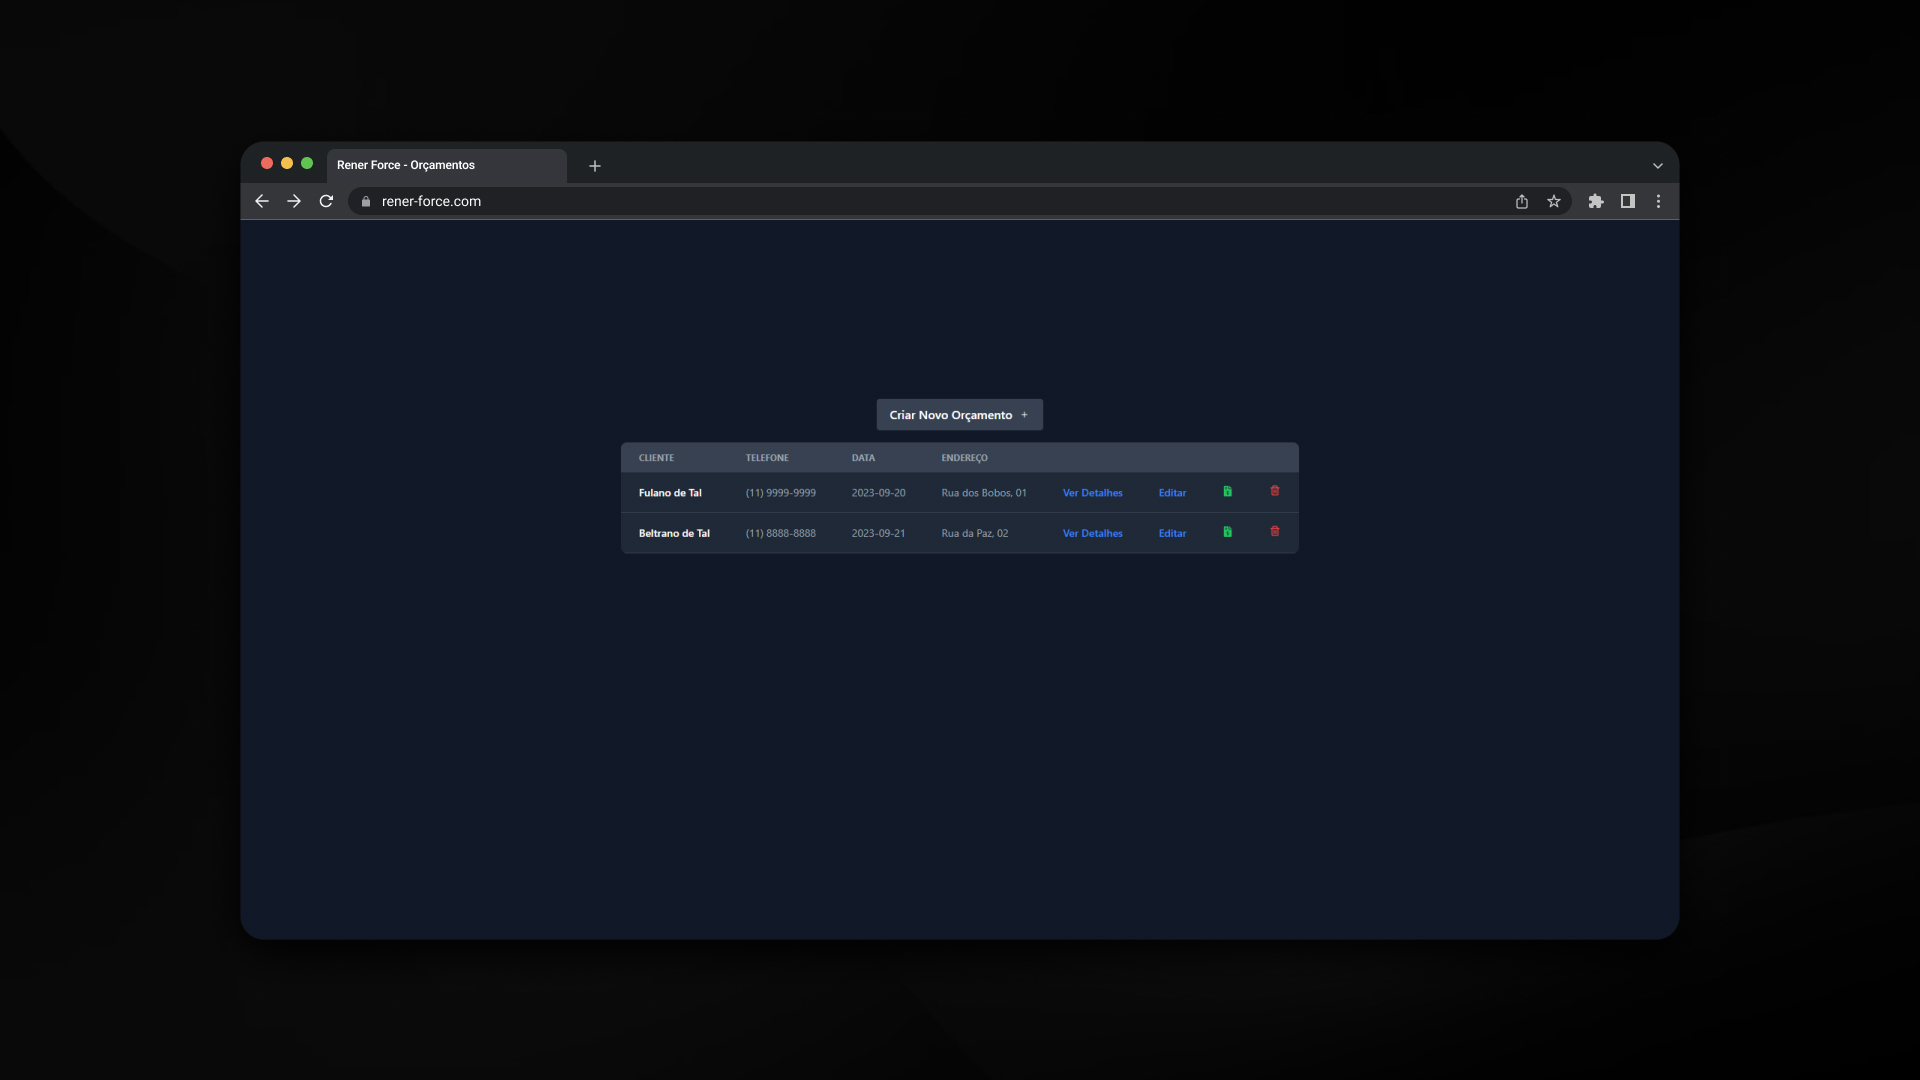 Rener Force - Orçamentos
rener-force.com
Criar Novo Orçamento +
CLIENTE TELEFONE DATA ENDEREÇO
Fulano de Tal (11) 9999-9999 2023-09-20 Rua dos Bobos, 01 Ver Detalhes Editar
Beltrano de Tal (11) 8888-8888 2023-09-21 Rua da Paz, 02 Ver Detalhes Editar